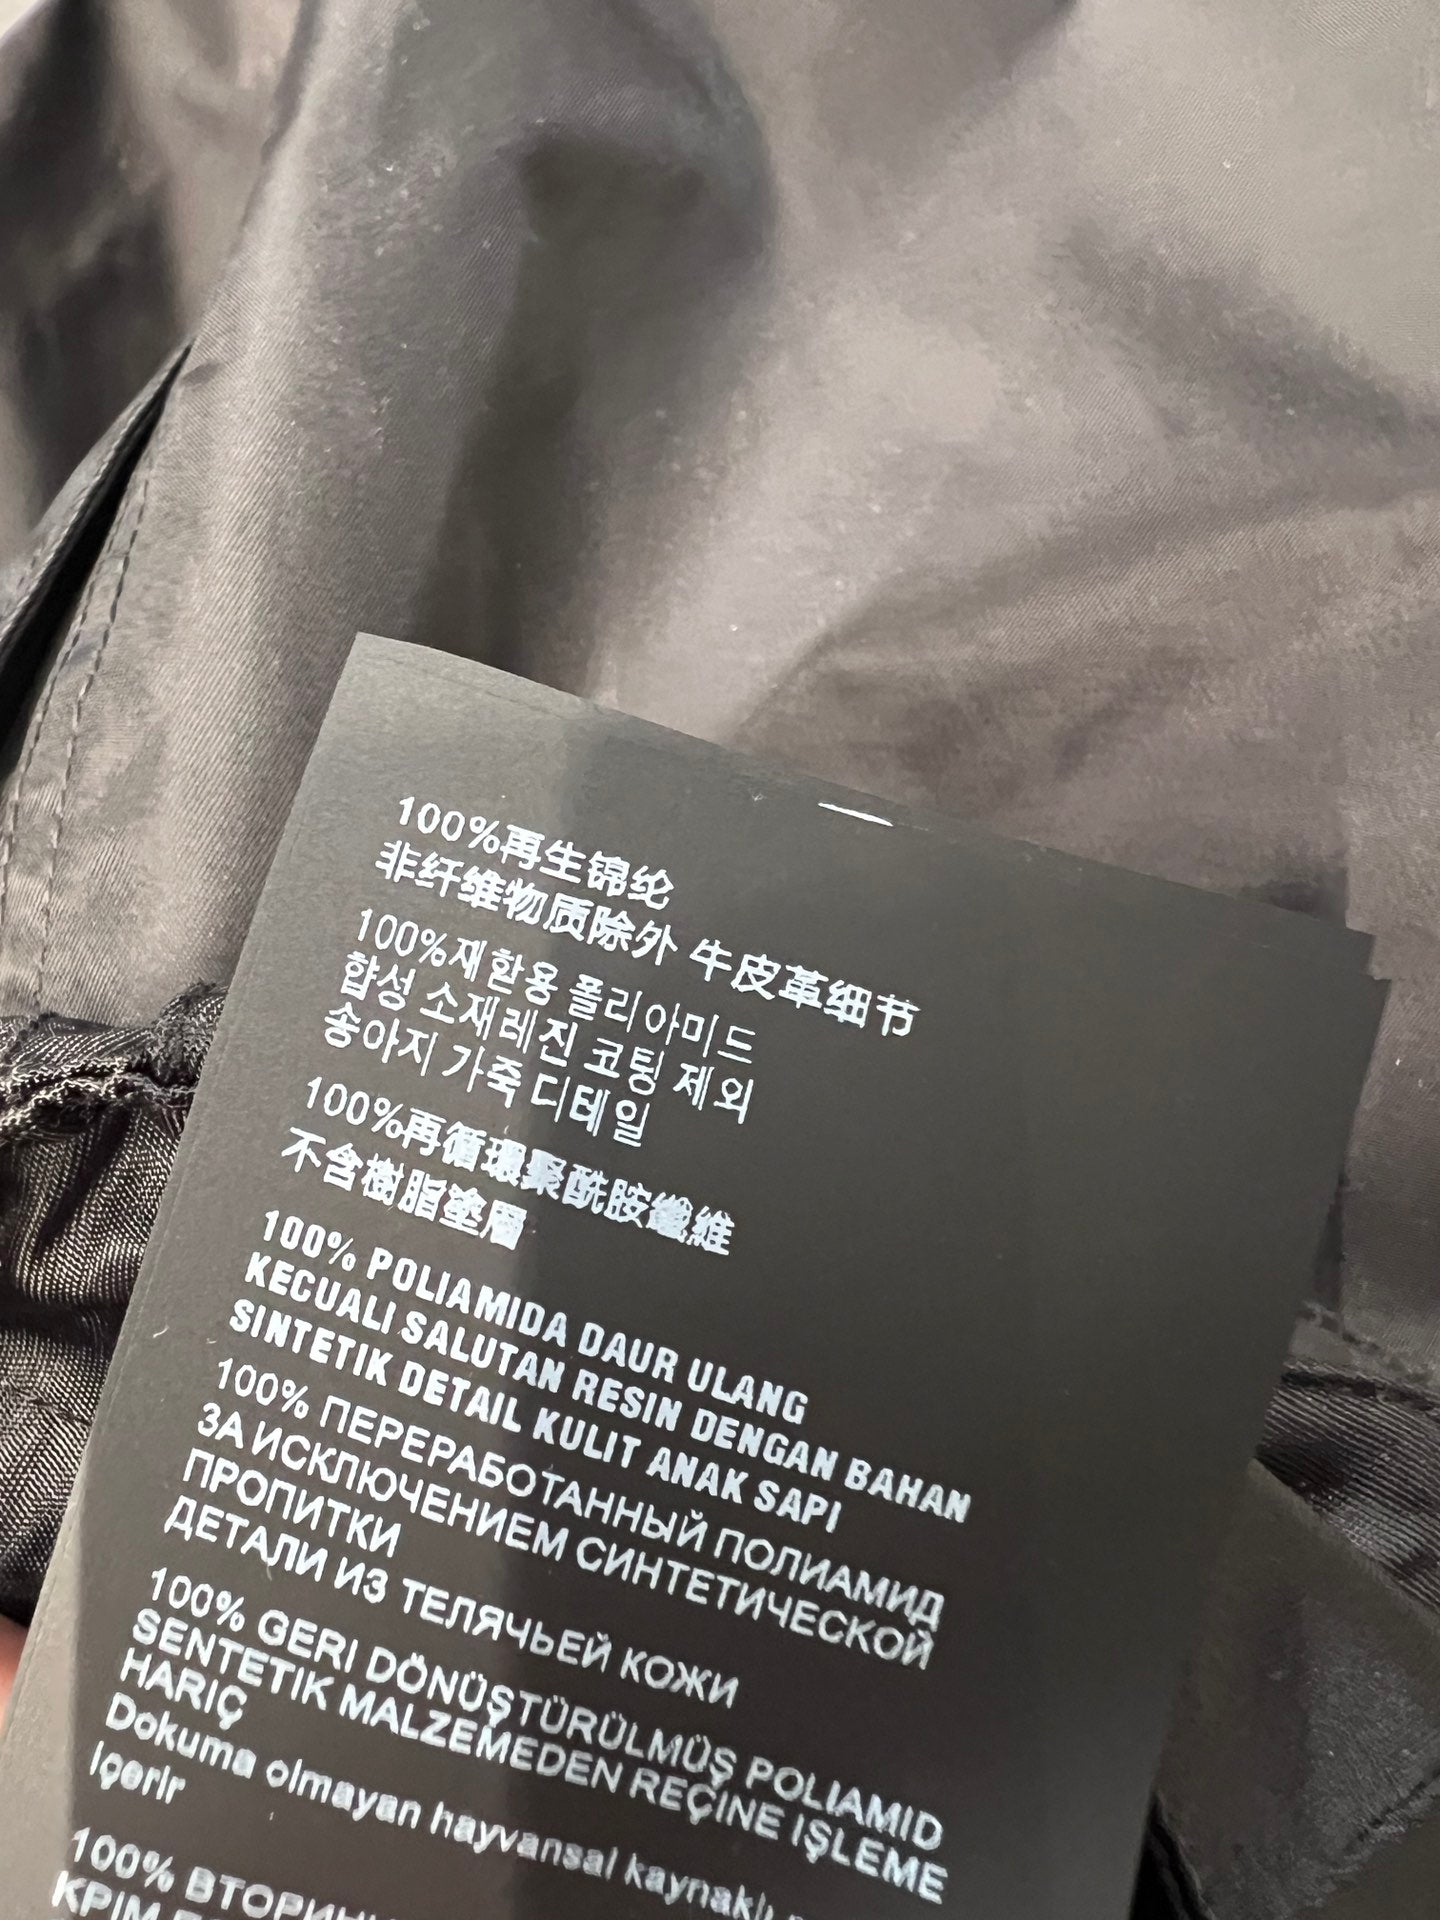 100%再生锦纶
非纤维物质除外 牛皮革细节
100%재활용 폴리아미드
합성 소재레진 코팅 제외
송아지 가죽 디테일
100%再循環聚酰胺纖維
不含樹脂塗層
100% POLIAMIDA DAUR ULANG
KECUALI SALUTAN RESIN DENGAN BAHAN
SINTETIK DETAIL KULIT ANAK SAPI
100% ПЕРЕРАБОТАННЫЙ ПОЛИАМИД
ЗА ИСКЛЮЧЕНИЕМ СИНТЕТИЧЕСКОЙ
ПРОПИТКИ
ДЕТАЛИ ИЗ ТЕЛЯЧЬЕЙ КОЖИ
100% GERI DÖNÜŞTÜRÜLMÜŞ POLIAMID
SENTETIK MALZEMEDEN REÇINE IŞLEME
HARIÇ
Dokuma olmayan hayvansal kaynaklı
içerir
100%
КРІМ